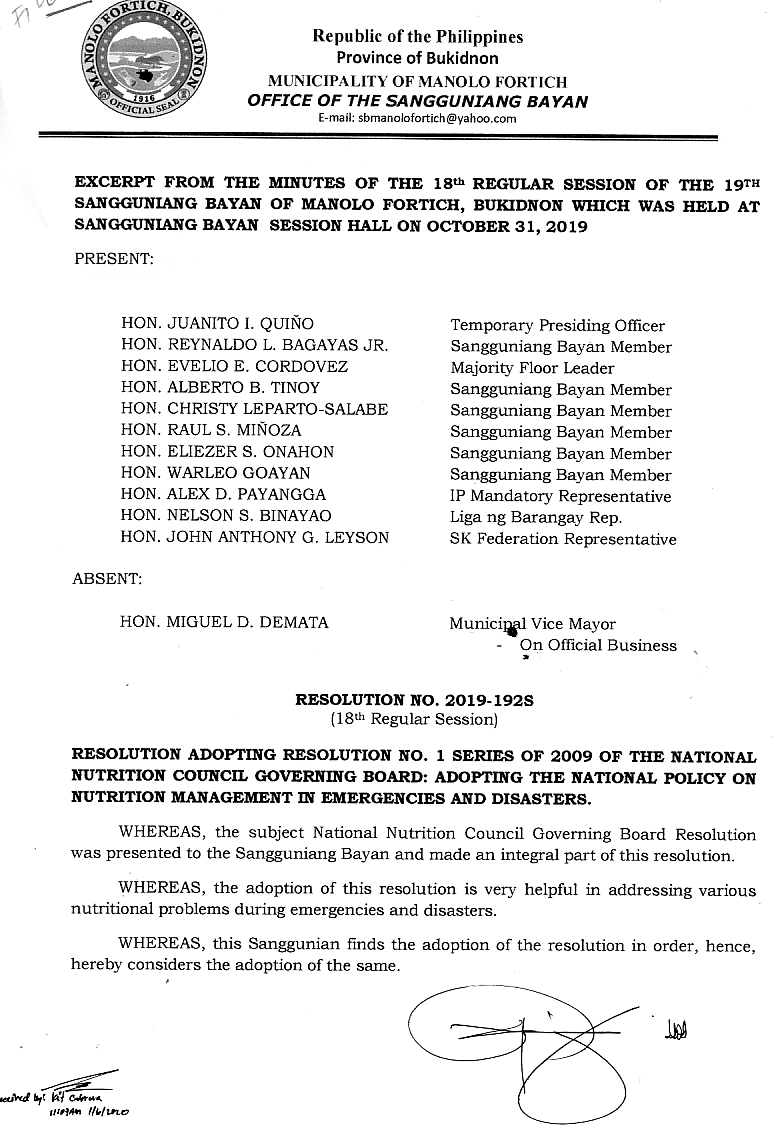 MANOLO FORTICH, BUKIDNON
1916
OFFICIAL SEAL
Republic of the Philippines
Province of Bukidnon
MUNICIPALITY OF MANOLO FORTICH
OFFICE OF THE SANGGUNIANG BAYAN
E-mail: sbmanolofortich@yahoo.com
EXCERPT FROM THE MINUTES OF THE 18th REGULAR SESSION OF THE 19TH
SANGGUNIANG BAYAN OF MANOLO FORTICH, BUKIDNON WHICH WAS HELD AT
SANGGUNIANG BAYAN SESSION HALL ON OCTOBER 31, 2019
PRESENT:
HON. JUANITO I. QUIÑO Temporary Presiding Officer
HON. REYNALDO L. BAGAYAS JR. Sangguniang Bayan Member
HON. EVELIO E. CORDOVEZ Majority Floor Leader
HON. ALBERTO B. TINOY Sangguniang Bayan Member
HON. CHRISTY LEPARTO-SALABE Sangguniang Bayan Member
HON. RAUL S. MIÑOZA Sangguniang Bayan Member
HON. ELIEZER S. ONAHON Sangguniang Bayan Member
HON. WARLEO GOAYAN Sangguniang Bayan Member
HON. ALEX D. PAYANGGA IP Mandatory Representative
HON. NELSON S. BINAYAO Liga ng Barangay Rep.
HON. JOHN ANTHONY G. LEYSON SK Federation Representative
ABSENT:
HON. MIGUEL D. DEMATA Municipal Vice Mayor
- On Official Business
RESOLUTION NO. 2019-192S
(18th Regular Session)
RESOLUTION ADOPTING RESOLUTION NO. 1 SERIES OF 2009 OF THE NATIONAL
NUTRITION COUNCIL GOVERNING BOARD: ADOPTING THE NATIONAL POLICY ON
NUTRITION MANAGEMENT IN EMERGENCIES AND DISASTERS.
WHEREAS, the subject National Nutrition Council Governing Board Resolution
was presented to the Sangguniang Bayan and made an integral part of this resolution.
WHEREAS, the adoption of this resolution is very helpful in addressing various
nutritional problems during emergencies and disasters.
WHEREAS, this Sanggunian finds the adoption of the resolution in order, hence,
hereby considers the adoption of the same.
by:
1/6/2020